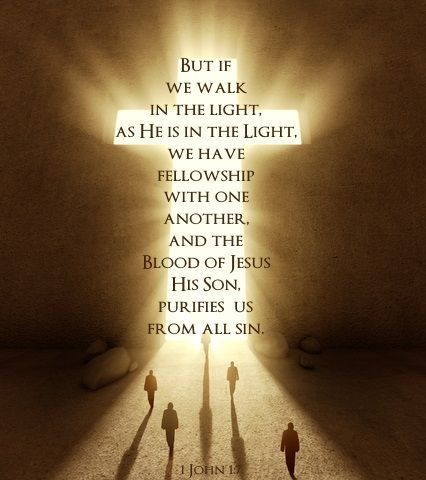 But if
we walk
in the light,
as He is in the Light,
we have
fellowship
with one
another,
and the
Blood of Jesus
His Son,
purifies us
from all sin.
1 John 1:7